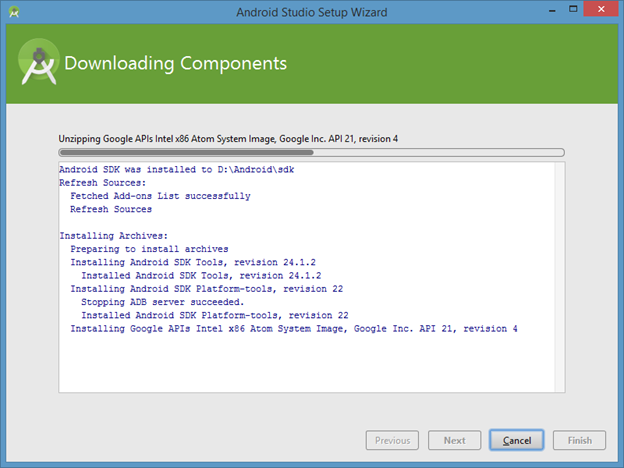 Android Studio Setup Wizard
Downloading Components
Unzipping Google APIs Intel x86 Atom System Image, Google Inc. API 21, revision 4
Android SDK was installed to D:\Android\sdk
Refresh Sources:
Fetched Add-ons List successfully
Refresh Sources
Installing Archives:
Preparing to install archives
Installing Android SDK Tools, revision 24.1.2
Installed Android SDK Tools, revision 24.1.2
Installing Android SDK Platform-tools, revision 22
Stopping ADB server succeeded.
Installed Android SDK Platform-tools, revision 22
Installing Google APIs Intel x86 Atom System Image, Google Inc. API 21, revision 4
Previous Next Cancel Finish